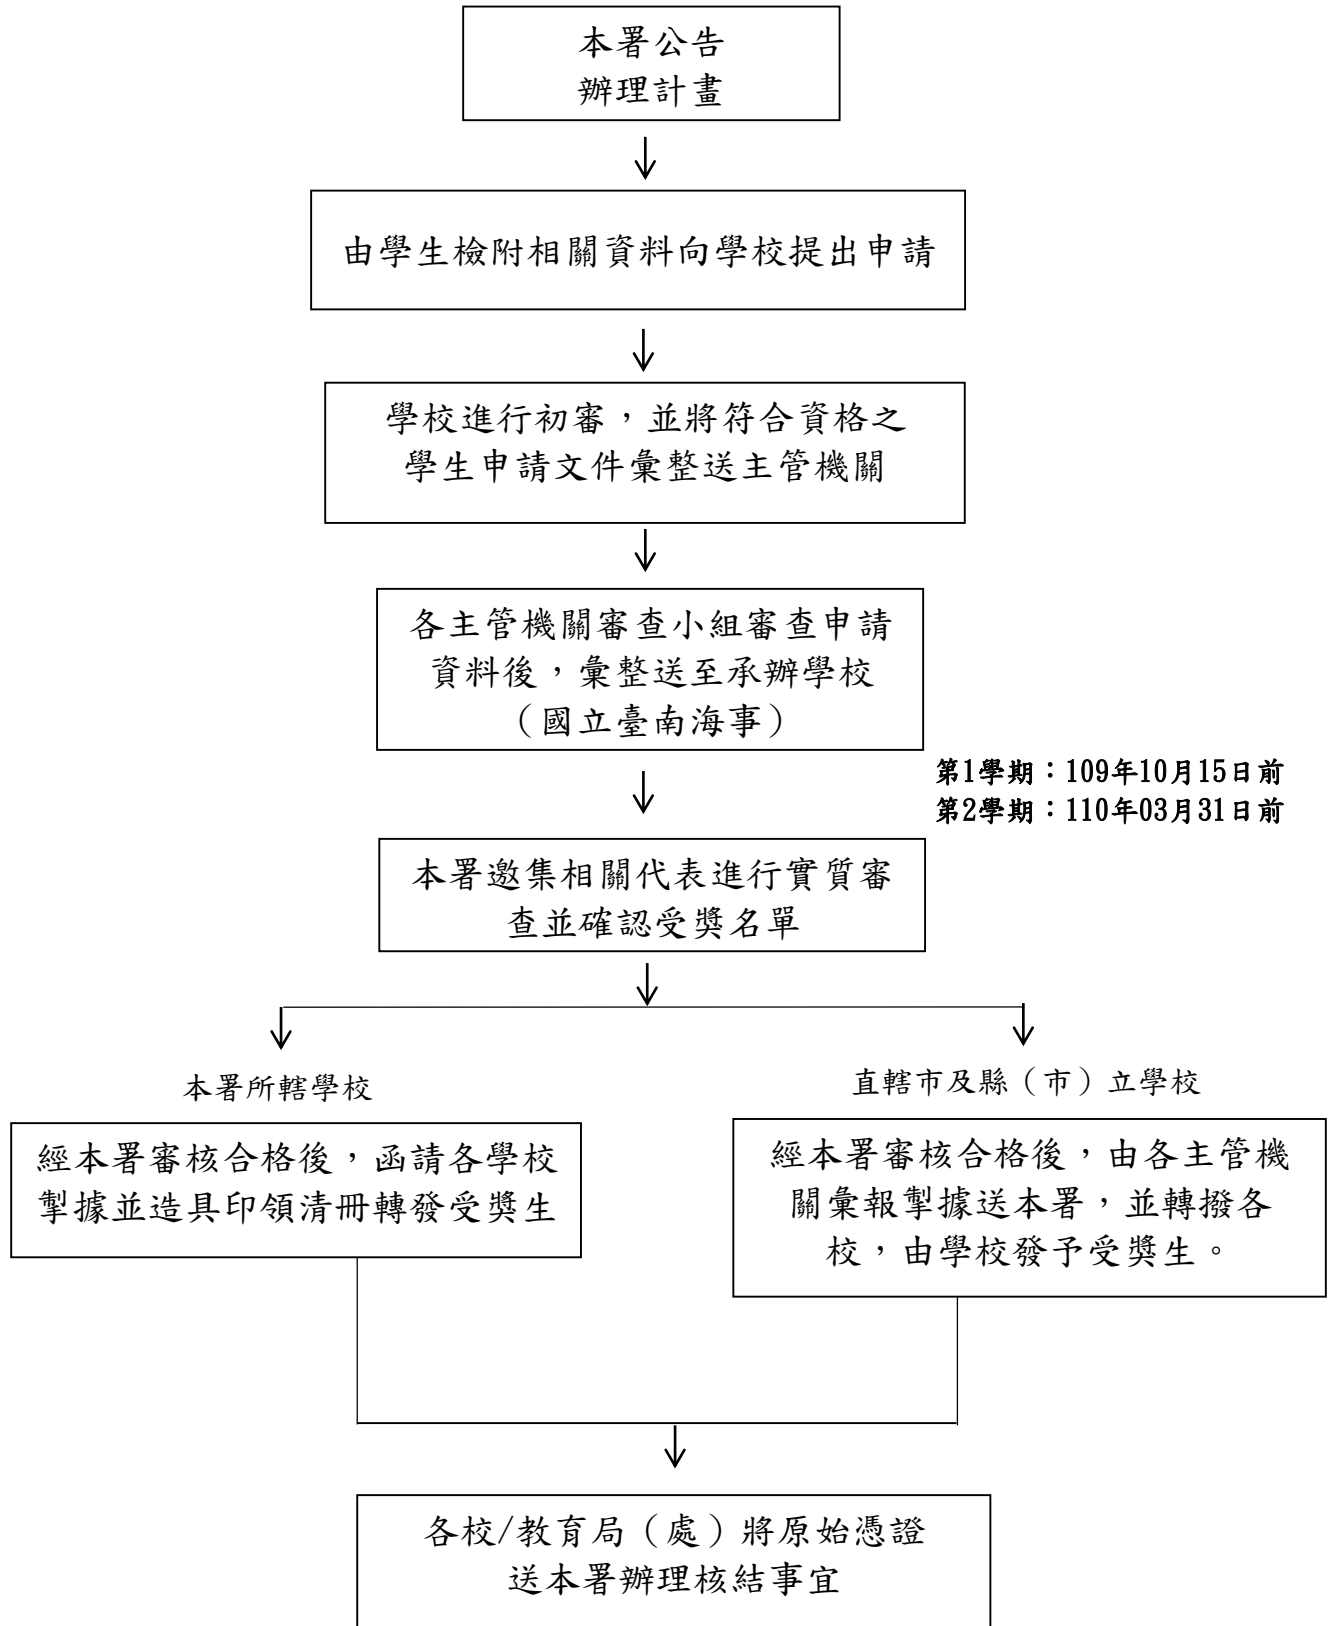 本署公告
辦理計畫
由學生檢附相關資料向學校提出申請
學校進行初審，並將符合資格之
學生申請文件彙整送主管機關
各主管機關審查小組審查申請
資料後，彙整送至承辦學校
（國立臺南海事）
第1學期：109年10月15日前
第2學期：110年03月31日前
本署邀集相關代表進行實質審
查並確認受獎名單
本署所轄學校
直轄市及縣（市）立學校
經本署審核合格後，函請各學校
掣據並造具印領清冊轉發受獎生
經本署審核合格後，由各主管機
關彙報掣據送本署，並轉撥各
校，由學校發予受獎生。
各校/教育局（處）將原始憑證
送本署辦理核結事宜